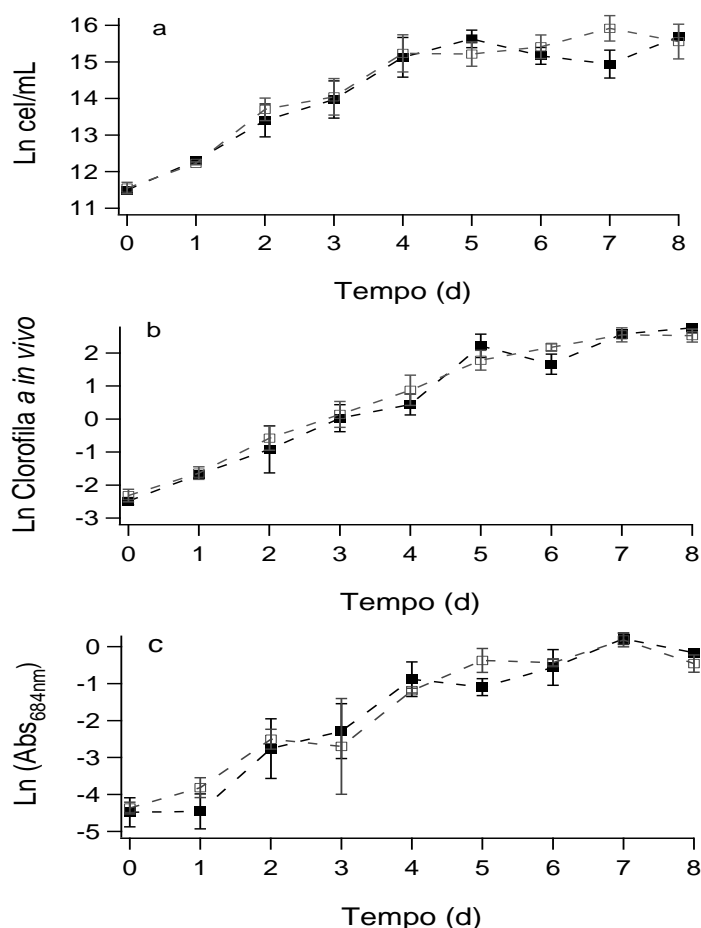 a
Ln cel/mL
16
15
14
13
12
11
0 1 2 3 4 5 6 7 8
Tempo (d)
b
Ln Clorofila a in vivo
2
1
0
-1
-2
-3
0 1 2 3 4 5 6 7 8
Tempo (d)
c
Ln (Abs684nm)
0
-1
-2
-3
-4
-5
0 1 2 3 4 5 6 7 8
Tempo (d)